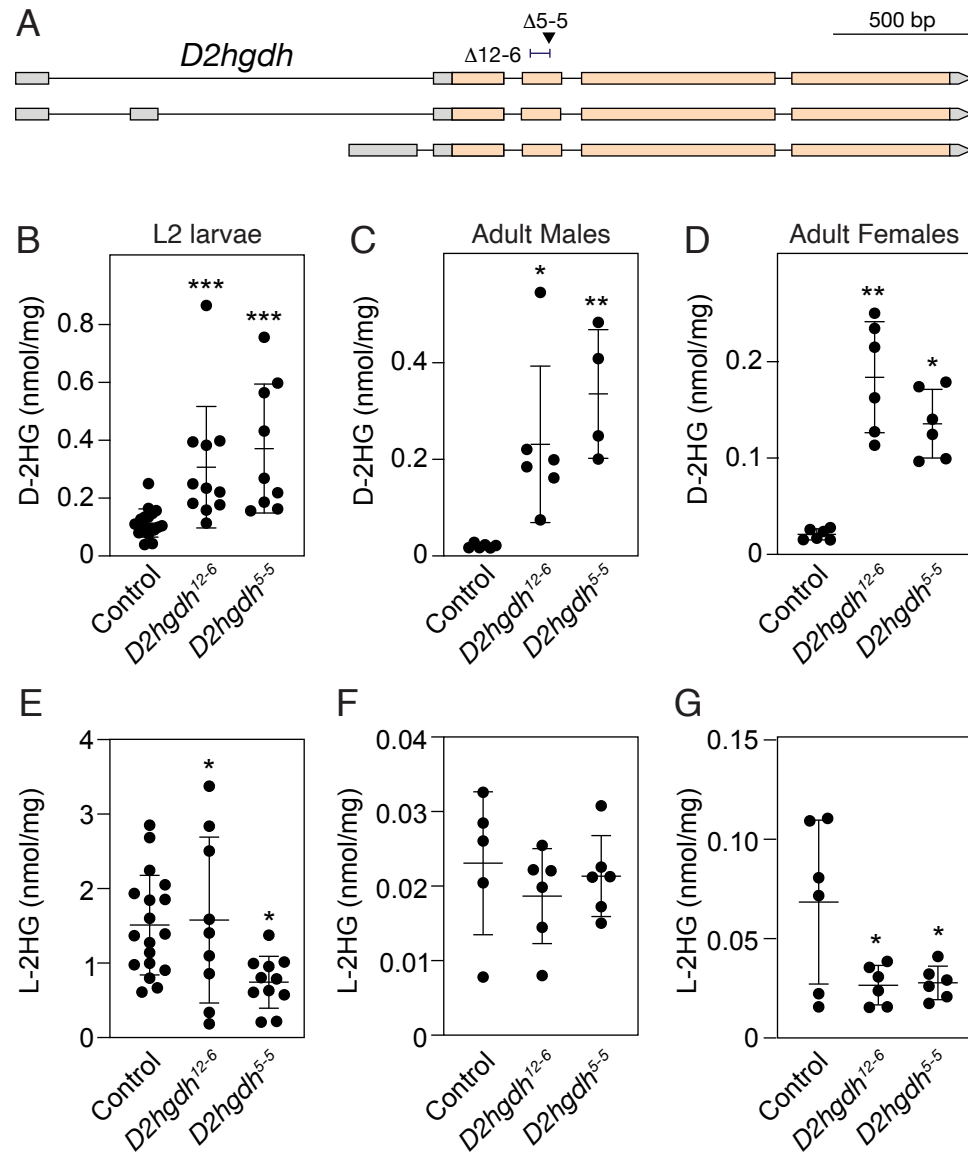 A
Δ5-5
500 bp
D2hgdh
Δ12-6
B
L2 larvae
D-2HG (nmol/mg)
0.8
0.6
0.4
0.2
0
***
***
Control
D2hgdh12-6
D2hgdh5-5
C
Adult Males
D-2HG (nmol/mg)
0.4
0.2
0
*
**
Control
D2hgdh12-6
D2hgdh5-5
D
Adult Females
D-2HG (nmol/mg)
0.2
0.1
0
**
*
Control
D2hgdh12-6
D2hgdh5-5
E
L-2HG (nmol/mg)
4
3
2
1
0
*
*
Control
D2hgdh12-6
D2hgdh5-5
F
L-2HG (nmol/mg)
0.04
0.03
0.02
0.01
0
Control
D2hgdh12-6
D2hgdh5-5
G
L-2HG (nmol/mg)
0.15
0.10
0.05
0
*
*
Control
D2hgdh12-6
D2hgdh5-5